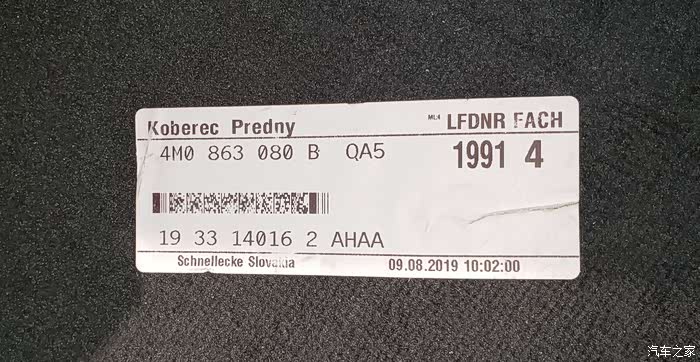 Koberec Predny
ML4 LFDNR FACH
4M0 863 080 B QA5
1991 4
19 33 14016 2 AHAA
Schnellecke Slovakia
09.08.2019 10:02:00
汽车之家